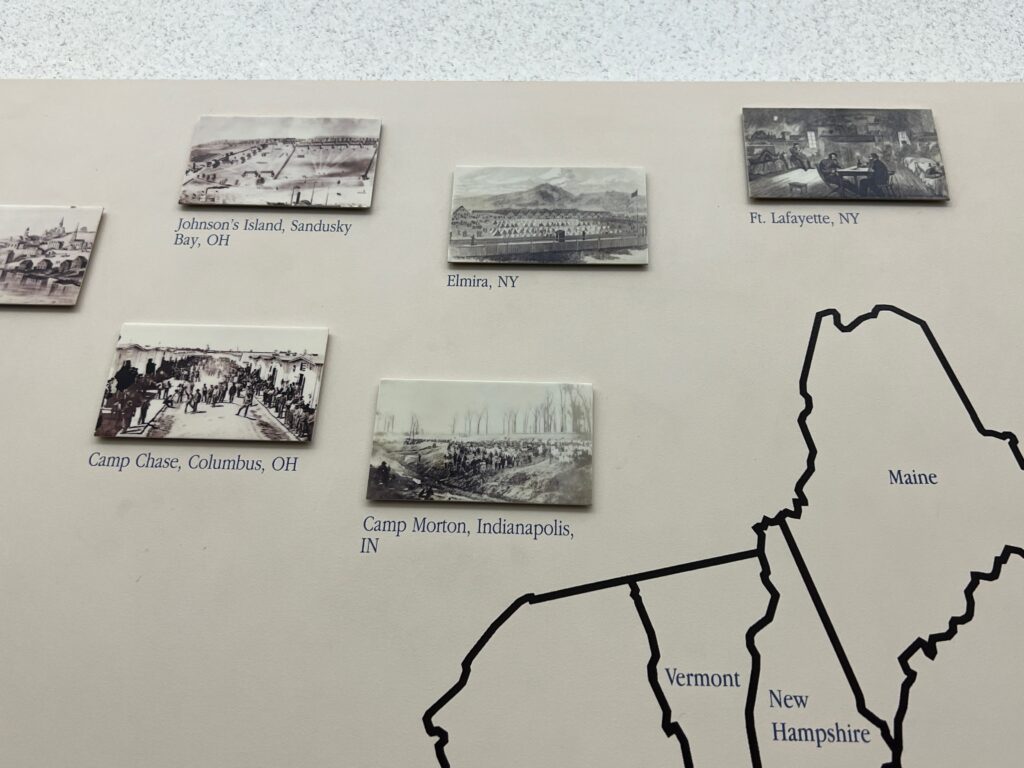 Johnson's Island, Sandusky
Bay, OH
Elmira, NY
Ft. Lafayette, NY
Camp Chase, Columbus, OH
Camp Morton, Indianapolis,
IN
Maine
Vermont
New
Hampshire